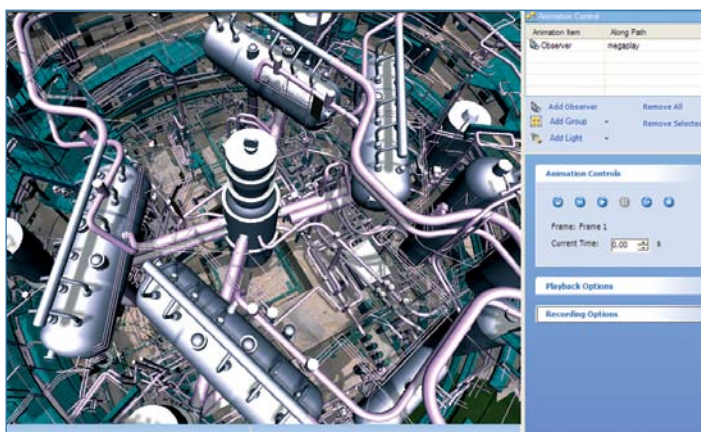 Animation Control
Animation Item Along Path
Observer megaplay
Add Observer Remove All
Add Group Remove Selected
Add Light
Animation Controls
Frame: Frame 1
Current Time: 0.00 s
Playback Options
Recording Options